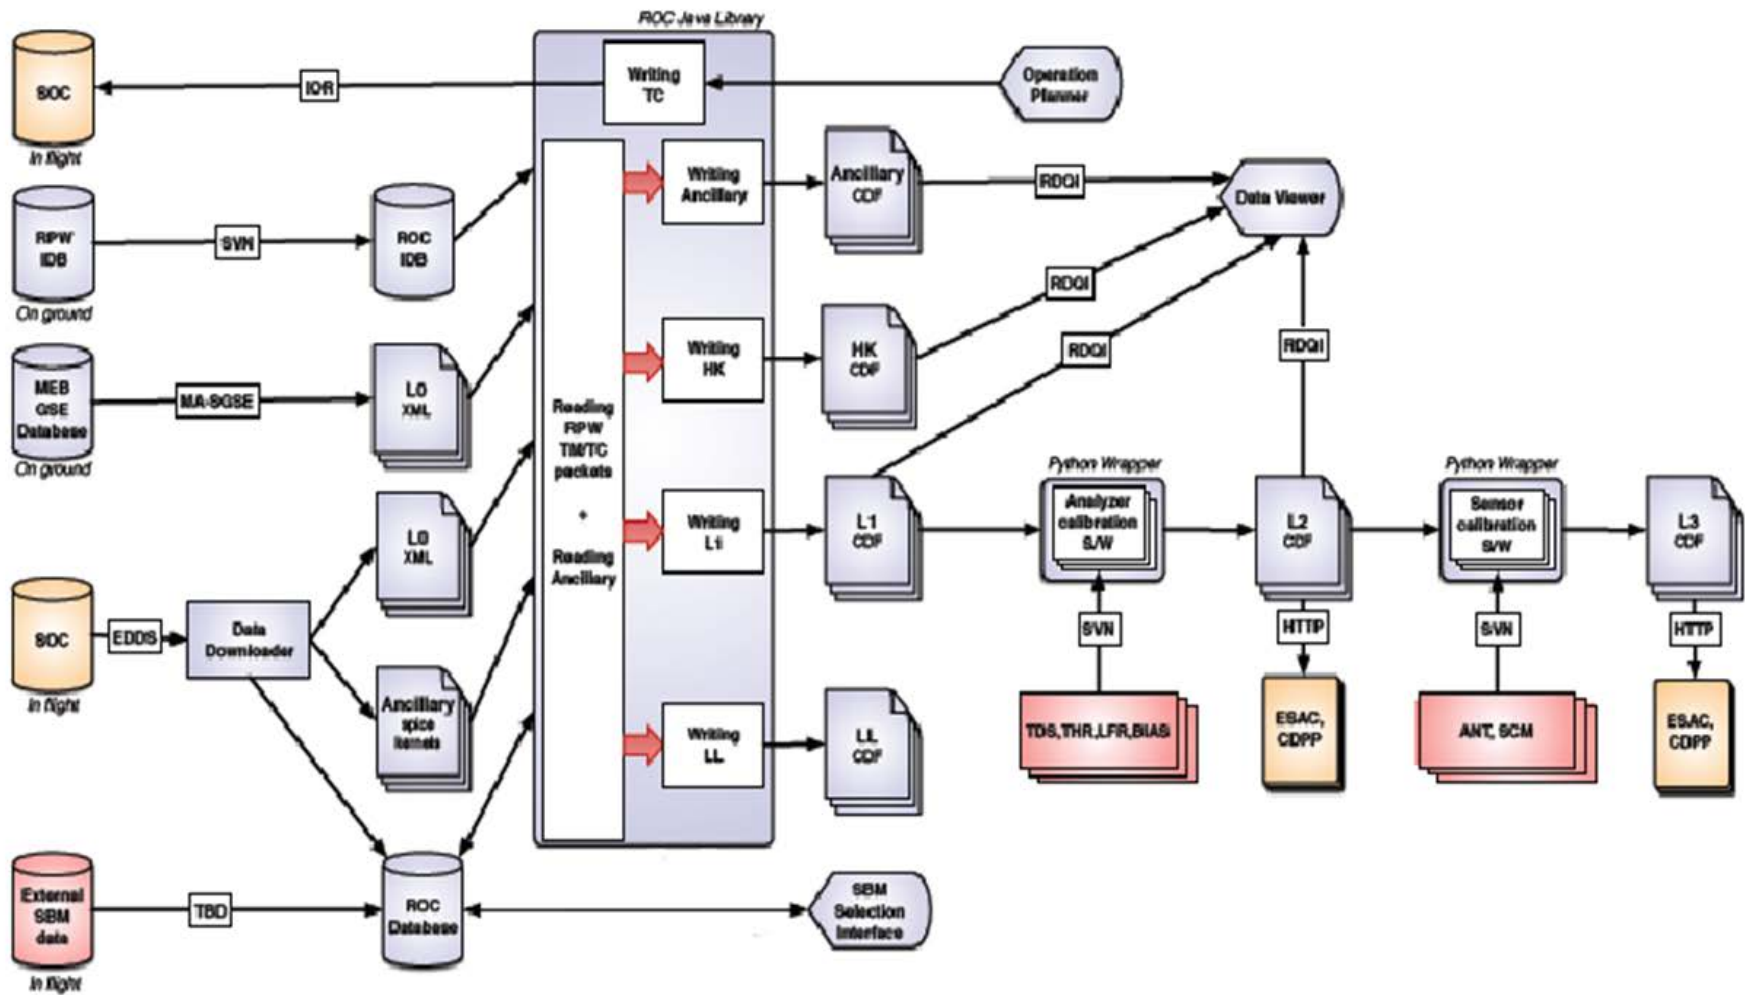 ROC Java Library
Writing
TC
Operation
Planner
SOC
IOR
In flight
Ancillary
CDF
Writing
Ancillary
RDQI
Data Viewer
RPW
IDB
SVN
ROC
IDB
On ground
RDQI
MEB
GSE
Database
MA-SGSE
L0
XML
Writing
HK
HK
CDF
RDQI
RDQI
On ground
Reading
RPW
TM/TC
packets
+
Reading
Ancillary
L0
XML
Writing
L1
L1
CDF
Python Wrapper
Analyzer
calibration
S/W
L2
CDF
Python Wrapper
Sensor
calibration
S/W
L3
CDF
SOC
EDDS
Data
Downloader
In flight
SVN
HTTP
SVN
HTTP
Ancillary
spice
kernels
Writing
LL
LL
CDF
TDS,THR,LFR,BIAS
ESAC,
CDPP
ANT, SCM
ESAC,
CDPP
External
SBM
data
TBD
ROC
Database
SBM
Selection
Interface
In flight